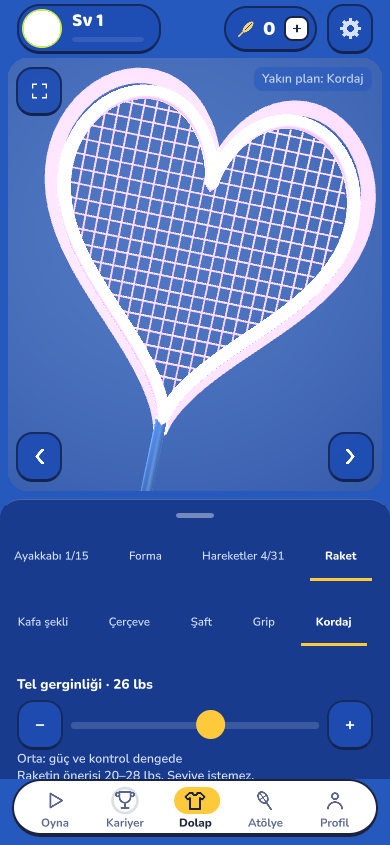 Sv 1
0 +
Yakın plan: Kordaj
Ayakkabı 1/15 Forma Hareketler 4/31 Raket
Kafa şekli Çerçeve Şaft Grip Kordaj
Tel gerginliği · 26 lbs
− +
Orta: güç ve kontrol dengede
Raketin önerisi 20–28 lbs. Seviye istemez.
Oyna Kariyer Dolap Atölye Profil